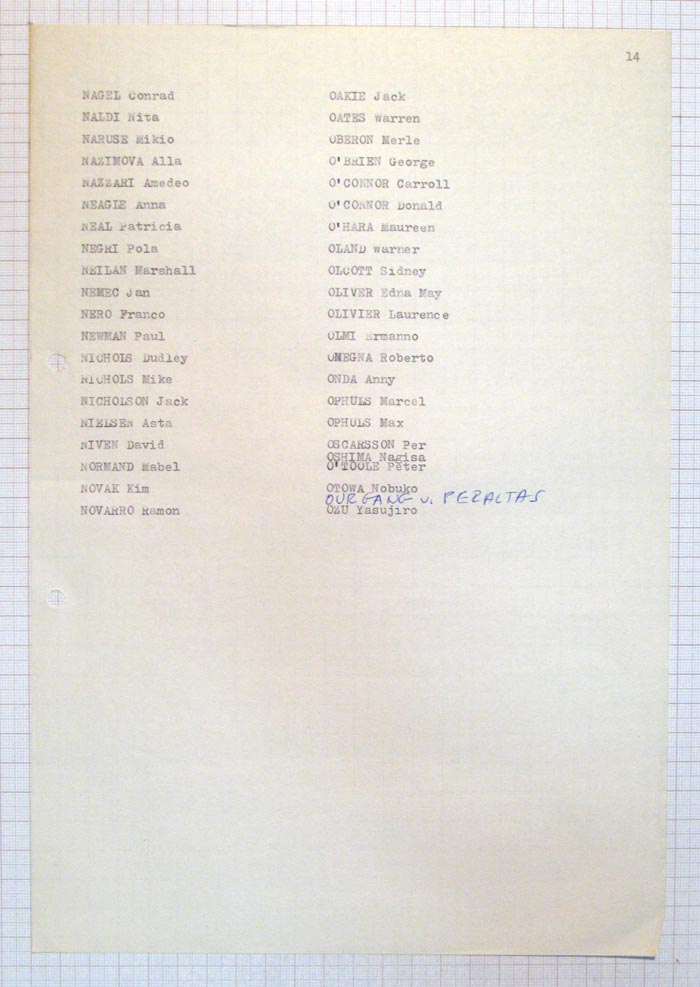 14
NAGEL Conrad
NALDI Nita
NARUSE Mikio
NAZIMOVA Alla
NAZZARI Amedeo
NEAGLE Anna
NEAL Patricia
NEGRI Pola
NEILAN Marshall
NEMEC Jan
NERO Franco
NEWMAN Paul
NICHOLS Dudley
NICHOLS Mike
NICHOLSON Jack
NIELSEN Asta
NIVEN David
NORMAND Mabel
NOVAK Kim
NOVARRO Ramon
OAKIE Jack
OATES Warren
OBERON Merle
O'BRIEN George
O'CONNOR Carroll
O'CONNOR Donald
O'HARA Maureen
OLAND Warner
OLCOTT Sidney
OLIVER Edna May
OLIVIER Laurence
OLMI Ermanno
OMEGNA Roberto
ONDA Anny
OPHULS Marcel
OPHULS Max
OSCARSSON Per
OSHIMA Nagisa
O'TOOLE Peter
OTOWA Nobuko
OUR GANG v. PERALTAS
OZU Yasujiro